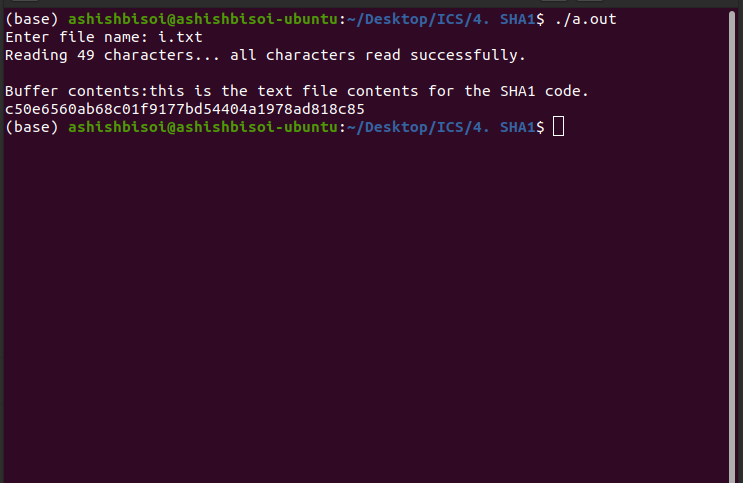 (base) ashishbisoi@ashishbisoi-ubuntu:~/Desktop/ICS/4. SHA1$ ./a.out
Enter file name: i.txt
Reading 49 characters... all characters read successfully.
Buffer contents:this is the text file contents for the SHA1 code.
c50e6560ab68c01f9177bd54404a1978ad818c85
(base) ashishbisoi@ashishbisoi-ubuntu:~/Desktop/ICS/4. SHA1$